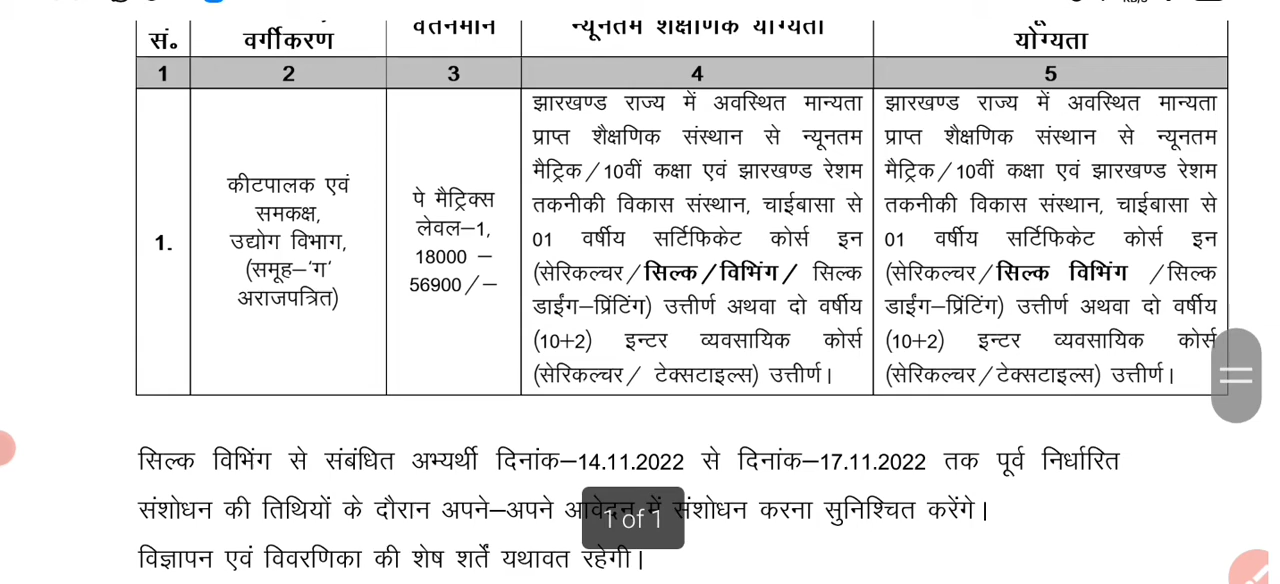 सं॰ वर्गीकरण वेतनमान न्यूनतम शैक्षणिक योग्यता योग्यता
1 2 3 4 5
1.
कीटपालक एवं
समकक्ष,
उद्योग विभाग,
(समूह–'ग'
अराजपत्रित)
पे मैट्रिक्स
लेवल–1,
18000 –
56900/–
झारखण्ड राज्य में अवस्थित मान्यता
प्राप्त शैक्षणिक संस्थान से न्यूनतम
मैट्रिक/10वीं कक्षा एवं झारखण्ड रेशम
तकनीकी विकास संस्थान, चाईबासा से
01 वर्षीय सर्टिफिकेट कोर्स इन
(सेरिकल्चर/सिल्क/विभिंग/ सिल्क
डाईंग–प्रिंटिंग) उत्तीर्ण अथवा दो वर्षीय
(10+2) इन्टर व्यवसायिक कोर्स
(सेरिकल्चर/ टेक्सटाइल्स) उत्तीर्ण।
झारखण्ड राज्य में अवस्थित मान्यता
प्राप्त शैक्षणिक संस्थान से न्यूनतम
मैट्रिक/10वीं कक्षा एवं झारखण्ड रेशम
तकनीकी विकास संस्थान, चाईबासा से
01 वर्षीय सर्टिफिकेट कोर्स इन
(सेरिकल्चर/सिल्क विभिंग /सिल्क
डाईंग–प्रिंटिंग) उत्तीर्ण अथवा दो वर्षीय
(10+2) इन्टर व्यवसायिक कोर्स
(सेरिकल्चर/टेक्सटाइल्स) उत्तीर्ण।
सिल्क विभिंग से संबंधित अभ्यर्थी दिनांक–14.11.2022 से दिनांक–17.11.2022 तक पूर्व निर्धारित
संशोधन की तिथियों के दौरान अपने–अपने आवेदन में संशोधन करना सुनिश्चित करेंगे।
1 of 1
विज्ञापन एवं विवरणिका की शेष शर्तें यथावत रहेगी।